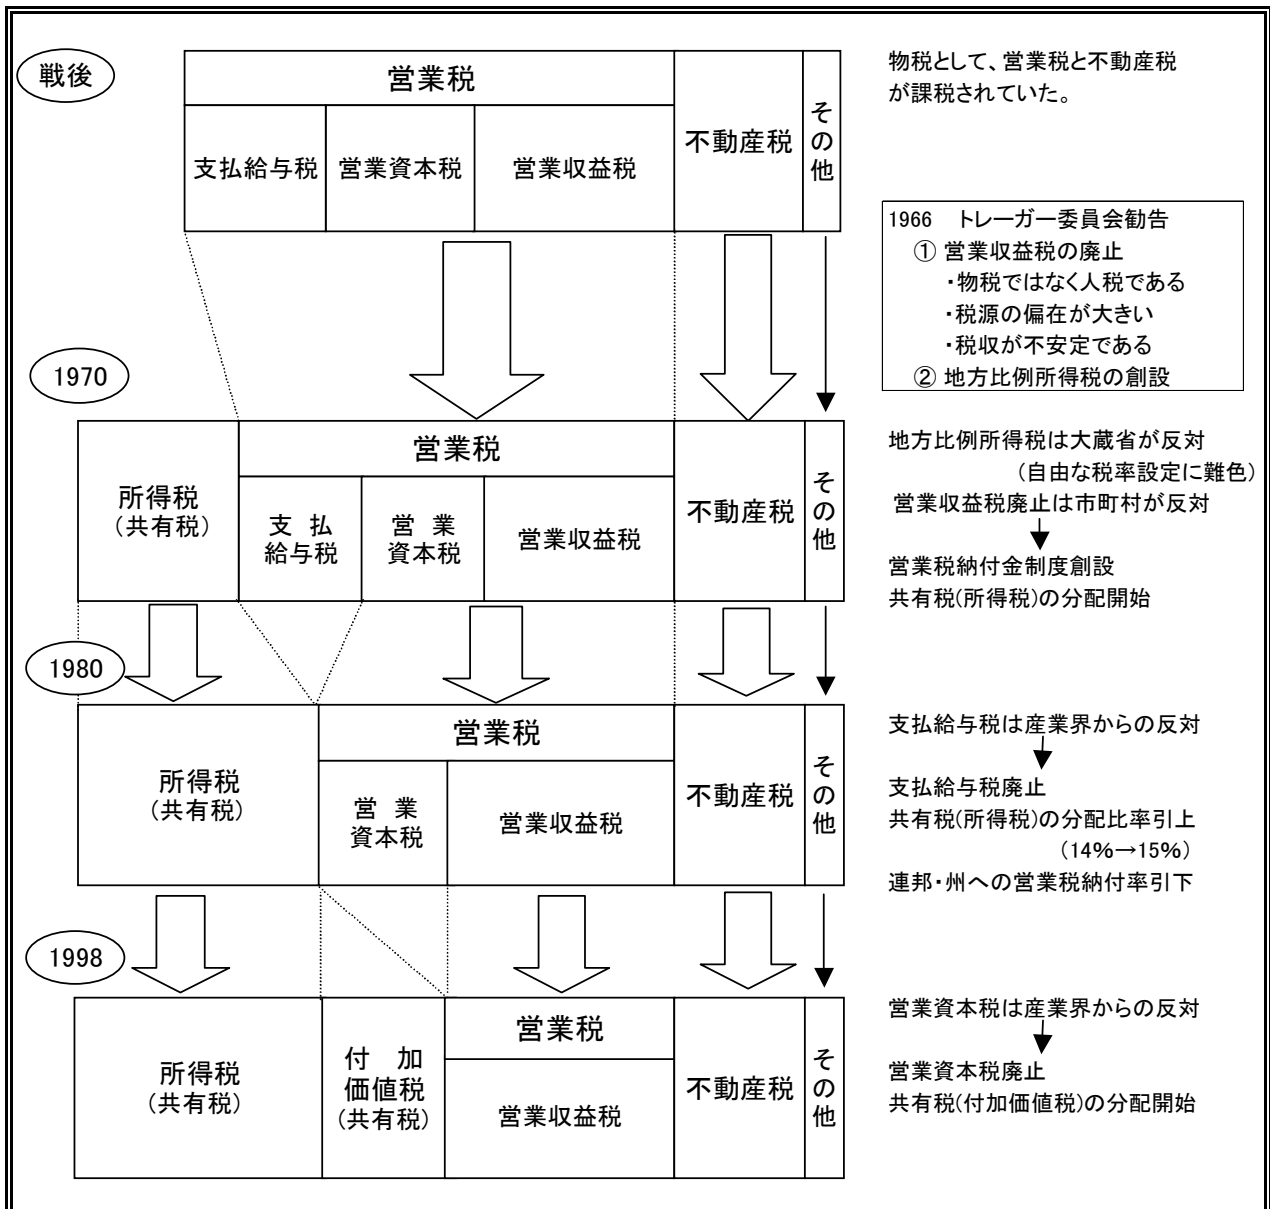 戦後
営業税
支払給与税
営業資本税
営業収益税
不動産税
その他
物税として、営業税と不動産税
が課税されていた。
1966　トレーガー委員会勧告
① 営業収益税の廃止
・物税ではなく人税である
・税源の偏在が大きい
・税収が不安定である
② 地方比例所得税の創設
1970
所得税
(共有税)
営業税
支 払
給与税
営 業
資本税
営業収益税
不動産税
その他
地方比例所得税は大蔵省が反対
(自由な税率設定に難色)
営業収益税廃止は市町村が反対
営業税納付金制度創設
共有税(所得税)の分配開始
1980
所得税
(共有税)
営業税
営 業
資本税
営業収益税
不動産税
その他
支払給与税は産業界からの反対
支払給与税廃止
共有税(所得税)の分配比率引上
(14%→15%)
連邦・州への営業税納付率引下
1998
所得税
(共有税)
付 加
価値税
(共有税)
営業税
営業収益税
不動産税
その他
営業資本税は産業界からの反対
営業資本税廃止
共有税(付加価値税)の分配開始